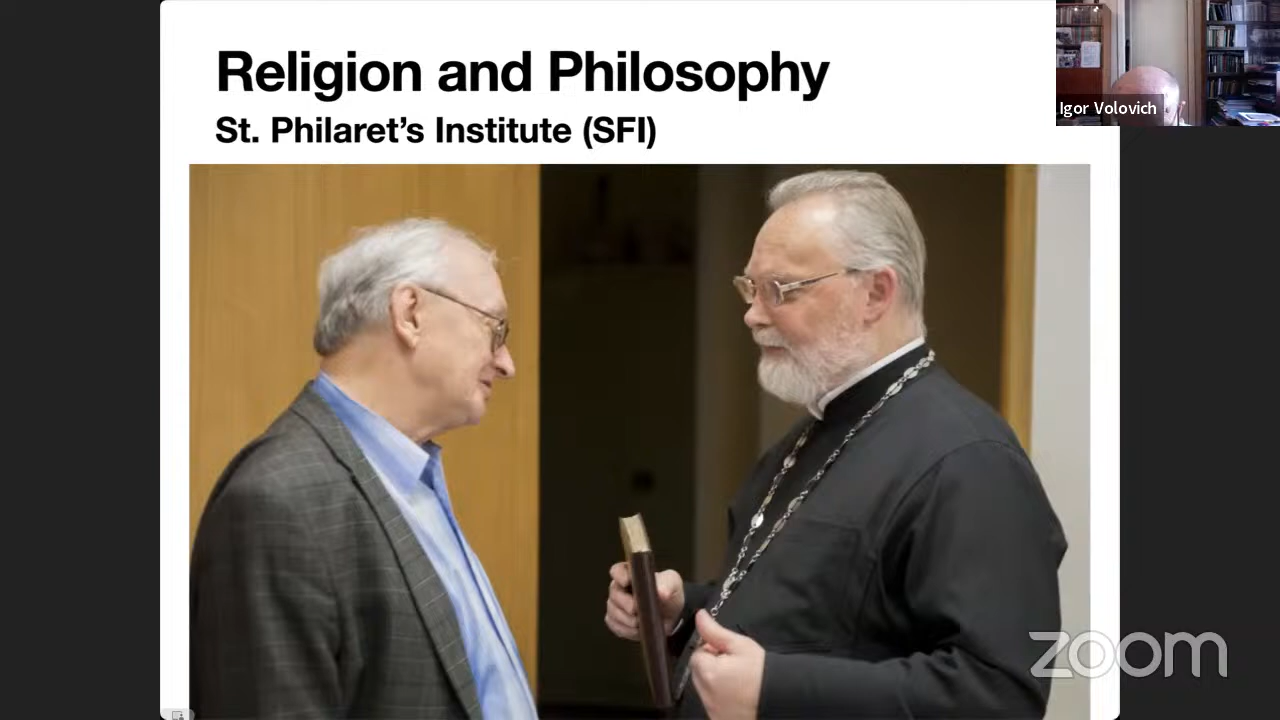 Religion and Philosophy
St. Philaret’s Institute (SFI)
Igor Volovich
zoom